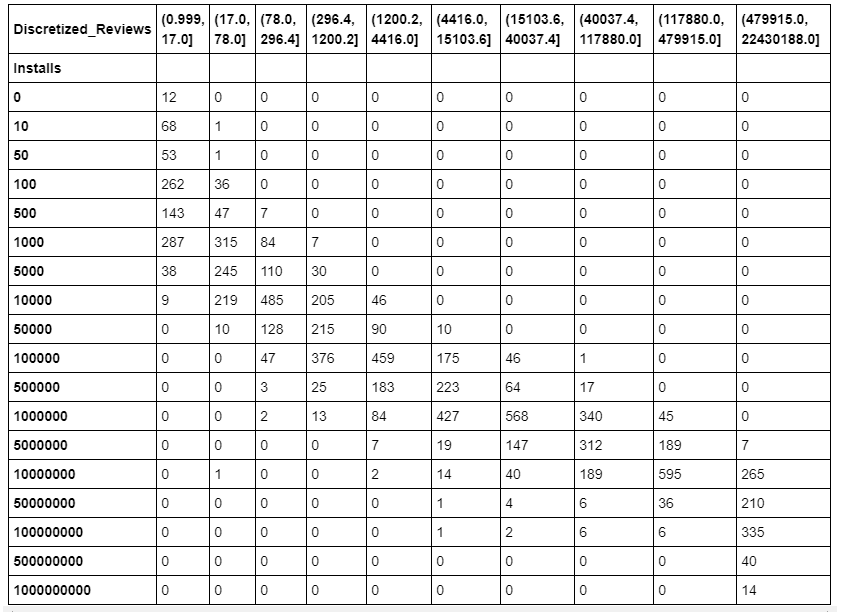 Discretized_Reviews (0.999, 17.0] (17.0, 78.0] (78.0, 296.4] (296.4, 1200.2] (1200.2, 4416.0] (4416.0, 15103.6] (15103.6, 40037.4] (40037.4, 117880.0] (117880.0, 479915.0] (479915.0, 22430188.0]
Installs
0 12 0 0 0 0 0 0 0 0 0
10 68 1 0 0 0 0 0 0 0 0
50 53 1 0 0 0 0 0 0 0 0
100 262 36 0 0 0 0 0 0 0 0
500 143 47 7 0 0 0 0 0 0 0
1000 287 315 84 7 0 0 0 0 0 0
5000 38 245 110 30 0 0 0 0 0 0
10000 9 219 485 205 46 0 0 0 0 0
50000 0 10 128 215 90 10 0 0 0 0
100000 0 0 47 376 459 175 46 1 0 0
500000 0 0 3 25 183 223 64 17 0 0
1000000 0 0 2 13 84 427 568 340 45 0
5000000 0 0 0 0 7 19 147 312 189 7
10000000 0 1 0 0 2 14 40 189 595 265
50000000 0 0 0 0 0 1 4 6 36 210
100000000 0 0 0 0 0 1 2 6 6 335
500000000 0 0 0 0 0 0 0 0 0 40
1000000000 0 0 0 0 0 0 0 0 0 14